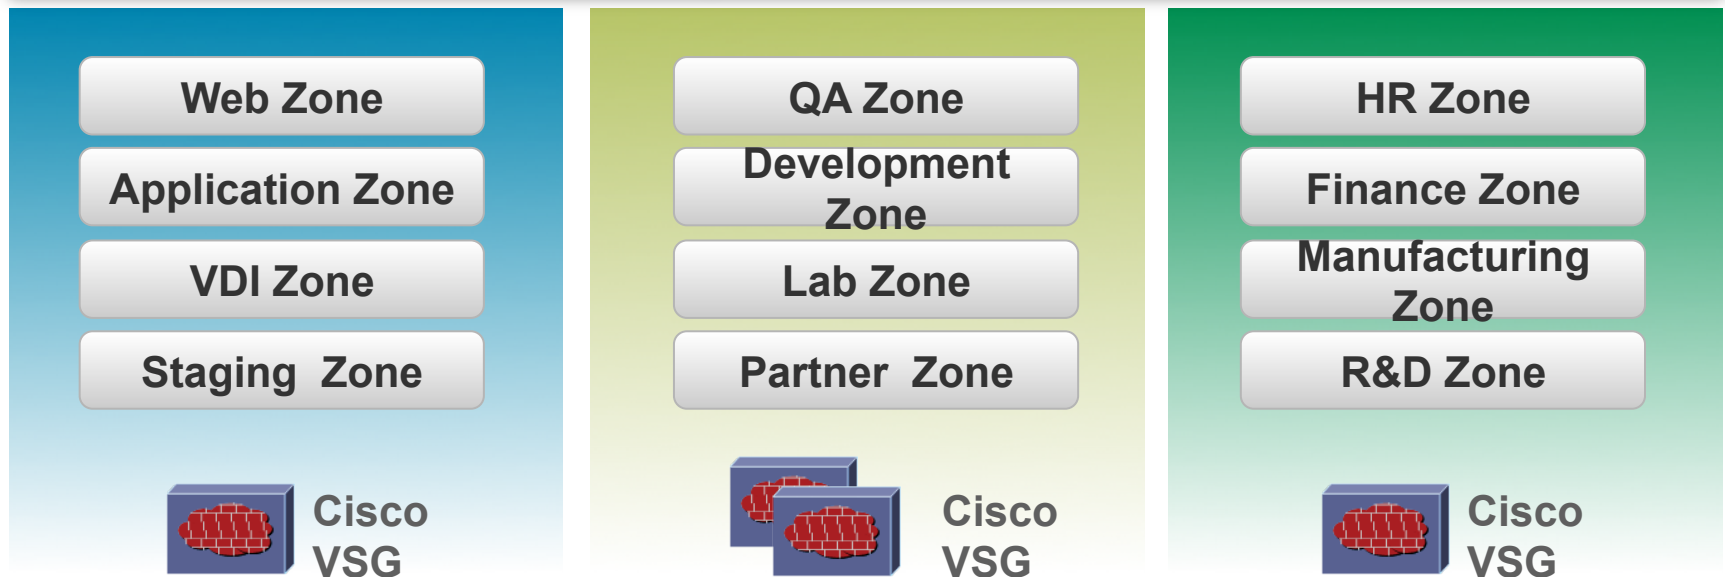 Web Zone
Application Zone
VDI Zone
Staging  Zone
Cisco
VSG
QA Zone
Development
Zone
Lab Zone
Partner  Zone
Cisco
VSG
HR Zone
Finance Zone
Manufacturing
Zone
R&D Zone
Cisco
VSG